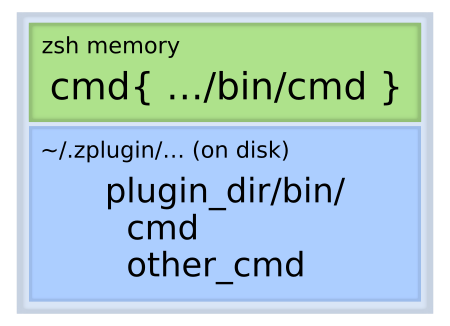 zsh memory
cmd{ .../bin/cmd }
~/.zplugin/... (on disk)
plugin_dir/bin/
cmd
other_cmd